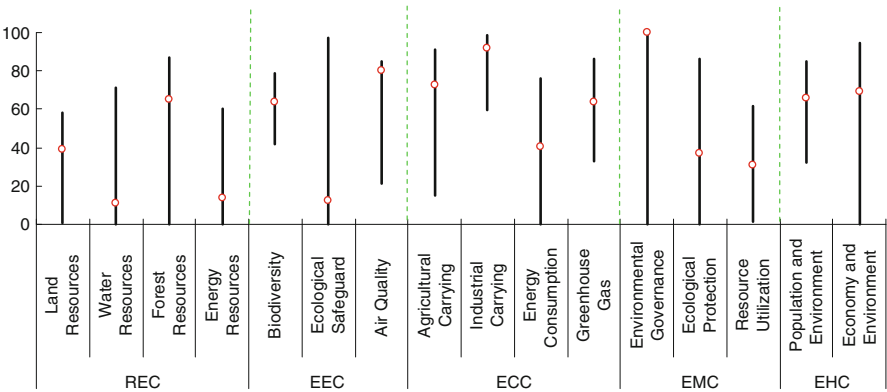 100
80
60
40
20
0
Land
Resources
Water
Resources
Forest
Resources
Energy
Resources
Biodiversity
Ecological
Safeguard
Air Quality
Agricultural
Carrying
Industrial
Carrying
Energy
Consumption
Greenhouse
Gas
Environmental
Governance
Ecological
Protection
Resource
Utilization
Population and
Environment
Economy and
Environment
REC
EEC
ECC
EMC
EHC